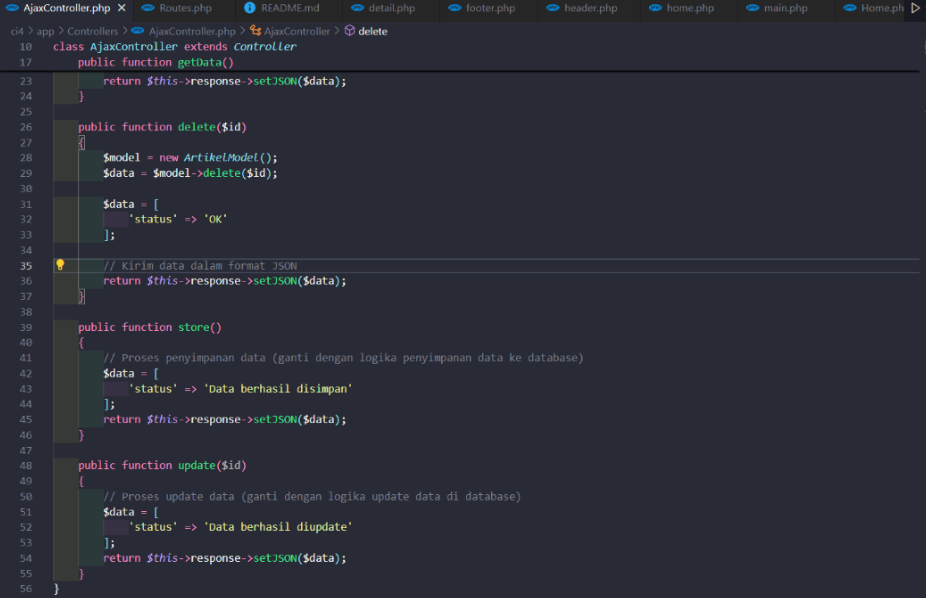 AjaxController.php × Routes.php README.md detail.php footer.php header.php home.php main.php Home.ph
ci4 > app > Controllers > AjaxController.php > AjaxController > delete
10 class AjaxController extends Controller
17 public function getData()
23 return $this->response->setJSON($data);
24 }
25
26 public function delete($id)
27 {
28 $model = new ArtikelModel();
29 $data = $model->delete($id);
30
31 $data = [
32 'status' => 'OK'
33 ];
34
35 // Kirim data dalam format JSON
36 return $this->response->setJSON($data);
37 }
38
39 public function store()
40 {
41 // Proses penyimpanan data (ganti dengan logika penyimpanan data ke database)
42 $data = [
43 'status' => 'Data berhasil disimpan'
44 ];
45 return $this->response->setJSON($data);
46 }
47
48 public function update($id)
49 {
50 // Proses update data (ganti dengan logika update data di database)
51 $data = [
52 'status' => 'Data berhasil diupdate'
53 ];
54 return $this->response->setJSON($data);
55 }
56 }